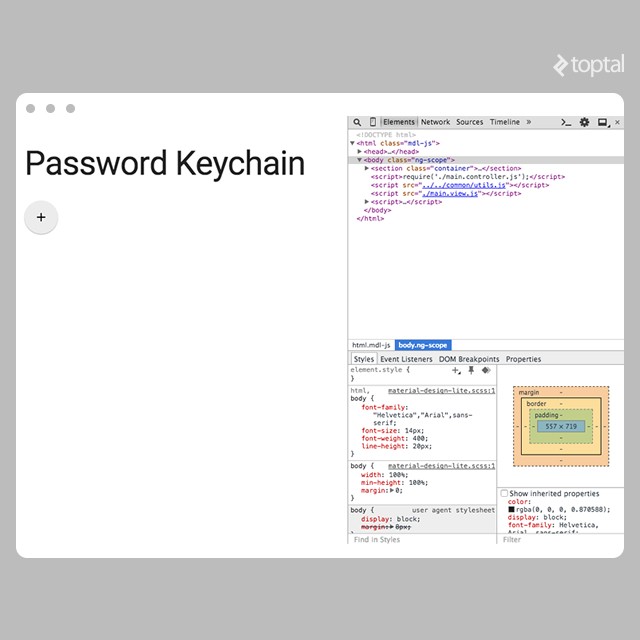 toptal
Password Keychain
+
Elements Network Sources Timeline » ×
<!DOCTYPE html>
<html class="mdl-js">
<head>…</head>
<body class="ng-scope">
<section class="container">…</section>
<script>require('./main.controller.js');</script>
<script src="../../common/utils.js"></script>
<script src="./main.view.js"></script>
<script>…</script>
</body>
</html>
html.mdl-js body.ng-scope
Styles Event Listeners DOM Breakpoints Properties
element.style {
}
html, material-design-lite.scss:1
body {
font-family:
"Helvetica","Arial",sans-
serif;
font-size: 14px;
font-weight: 400;
line-height: 20px;
}
body { material-design-lite.scss:1
width: 100%;
min-height: 100%;
margin: 0;
}
body { user agent stylesheet
display: block;
margin: 8px;
Find in Styles
margin -
border -
padding -
- - - 557 × 719 - - -
-
-
-
Show inherited properties
color:
rgba(0, 0, 0, 0.870588);
display: block;
font-family: Helvetica,
Arial, sans-serif;
Filter